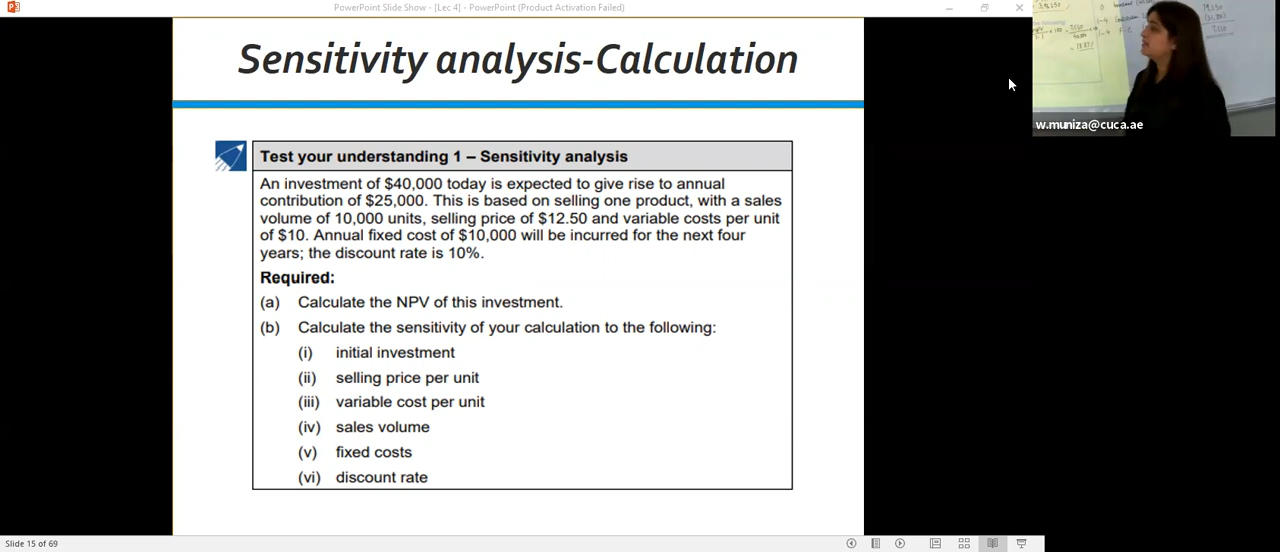 PowerPoint Slide Show - [Lec 4] - PowerPoint (Product Activation Failed)
Sensitivity analysis-Calculation
w.muniza@cuca.ae
Test your understanding 1 – Sensitivity analysis
An investment of $40,000 today is expected to give rise to annual
contribution of $25,000. This is based on selling one product, with a sales
volume of 10,000 units, selling price of $12.50 and variable costs per unit
of $10. Annual fixed cost of $10,000 will be incurred for the next four
years; the discount rate is 10%.
Required:
(a) Calculate the NPV of this investment.
(b) Calculate the sensitivity of your calculation to the following:
(i) initial investment
(ii) selling price per unit
(iii) variable cost per unit
(iv) sales volume
(v) fixed costs
(vi) discount rate
Slide 15 of 69